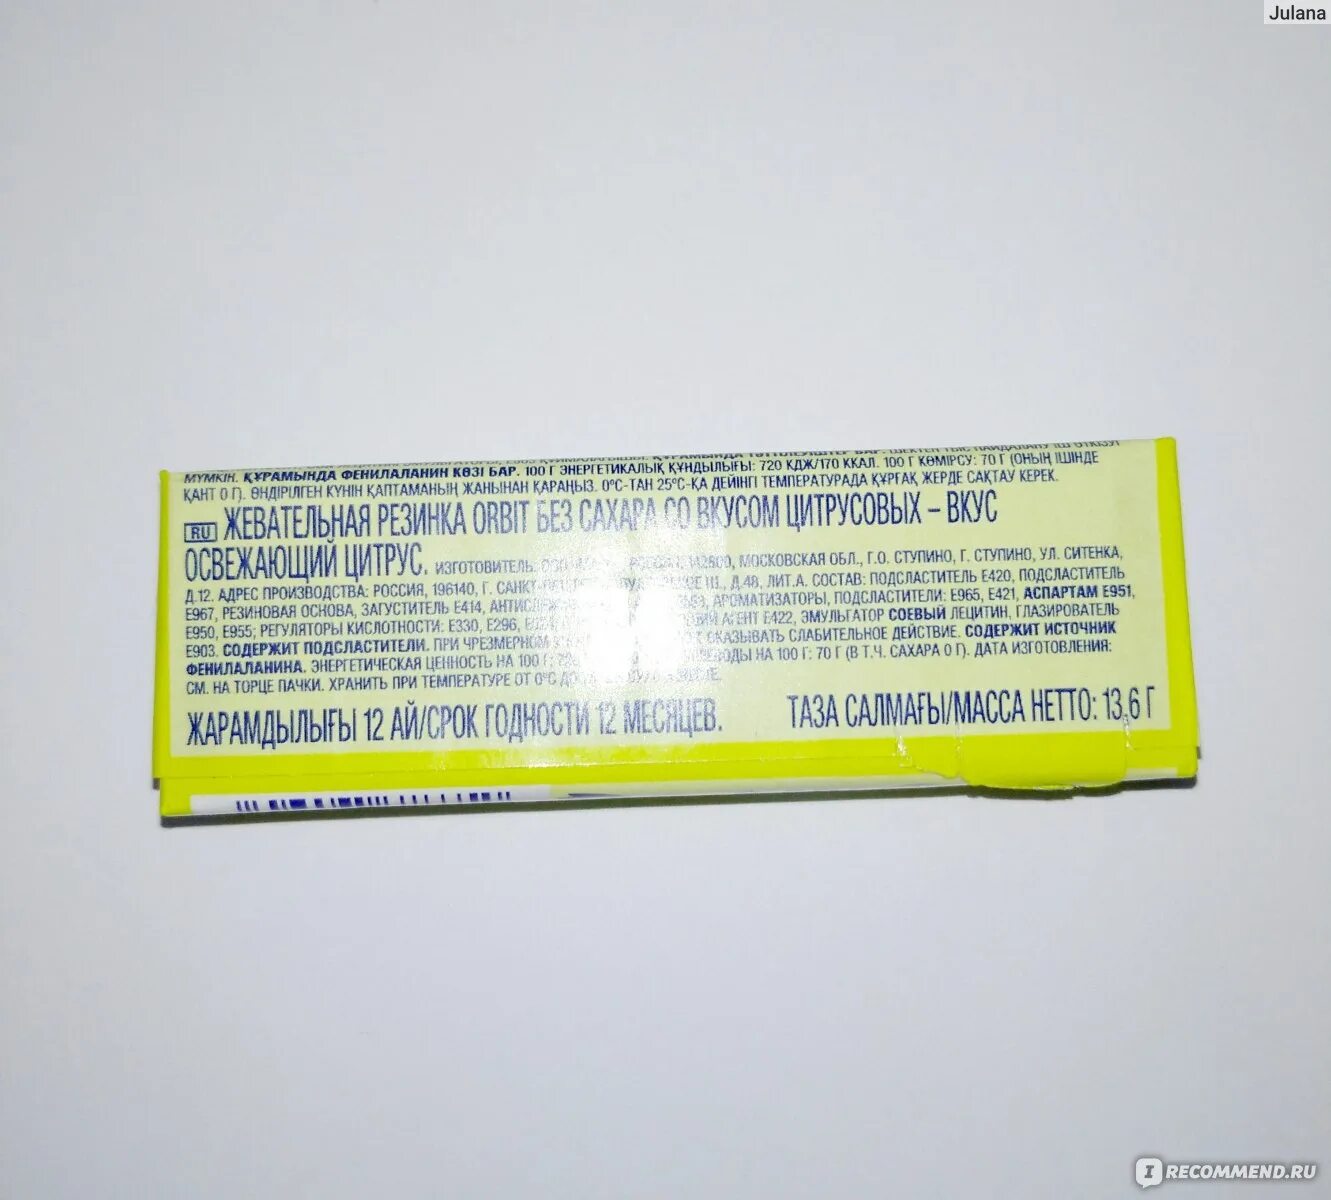 Julana
МҮМКІН. ҚҰРАМЫНДА ФЕНИЛАЛАНИН КӨЗІ БАР. 100 Г ЭНЕРГЕТИКАЛЫҚ ҚҰНДЫЛЫҒЫ: 720 КДЖ/170 ККАЛ. 100 Г КӨМІРСУ: 70 Г (ОНЫҢ ІШІНДЕ
ҚАНТ 0 Г). ӨНДІРІЛГЕН КҮНІН ҚАПТАМАНЫҢ ЖАНЫНАН ҚАРАҢЫЗ. 0°С-ТАН 25°С-ҚА ДЕЙІНГІ ТЕМПЕРАТУРАДА ҚҰРҒАҚ ЖЕРДЕ САҚТАУ КЕРЕК.
RU ЖЕВАТЕЛЬНАЯ РЕЗИНКА ORBIT БЕЗ САХАРА СО ВКУСОМ ЦИТРУСОВЫХ – ВКУС
ОСВЕЖАЮЩИЙ ЦИТРУС. ИЗГОТОВИТЕЛЬ: 142800, МОСКОВСКАЯ ОБЛ., Г.О. СТУПИНО, Г. СТУПИНО, УЛ. СИТЕНКА,
Д.12. АДРЕС ПРОИЗВОДСТВА: РОССИЯ, 196140, Г. Д.48, ЛИТ.А. СОСТАВ: ПОДСЛАСТИТЕЛЬ Е420, ПОДСЛАСТИТЕЛЬ
Е967, РЕЗИНОВАЯ ОСНОВА, ЗАГУСТИТЕЛЬ Е414, АРОМАТИЗАТОРЫ, ПОДСЛАСТИТЕЛИ: Е965, Е421, АСПАРТАМ Е951,
Е950, Е955; РЕГУЛЯТОРЫ КИСЛОТНОСТИ: Е330, Е296, АГЕНТ Е422, ЭМУЛЬГАТОР СОЕВЫЙ ЛЕЦИТИН, ГЛАЗИРОВАТЕЛЬ
Е903. СОДЕРЖИТ ПОДСЛАСТИТЕЛИ. ПРИ ЧРЕЗМЕРНОМ ОКАЗЫВАТЬ СЛАБИТЕЛЬНОЕ ДЕЙСТВИЕ. СОДЕРЖИТ ИСТОЧНИК
ФЕНИЛАЛАНИНА. ЭНЕРГЕТИЧЕСКАЯ ЦЕННОСТЬ НА 100 Г: НА 100 Г: 70 Г (В Т.Ч. САХАРА 0 Г). ДАТА ИЗГОТОВЛЕНИЯ:
СМ. НА ТОРЦЕ ПАЧКИ. ХРАНИТЬ ПРИ ТЕМПЕРАТУРЕ ОТ 0°С ДО
ЖАРАМДЫЛЫҒЫ 12 АЙ/СРОК ГОДНОСТИ 12 МЕСЯЦЕВ.
ТАЗА САЛМАҒЫ/МАССА НЕТТО: 13,6 Г
IRECOMMEND.RU